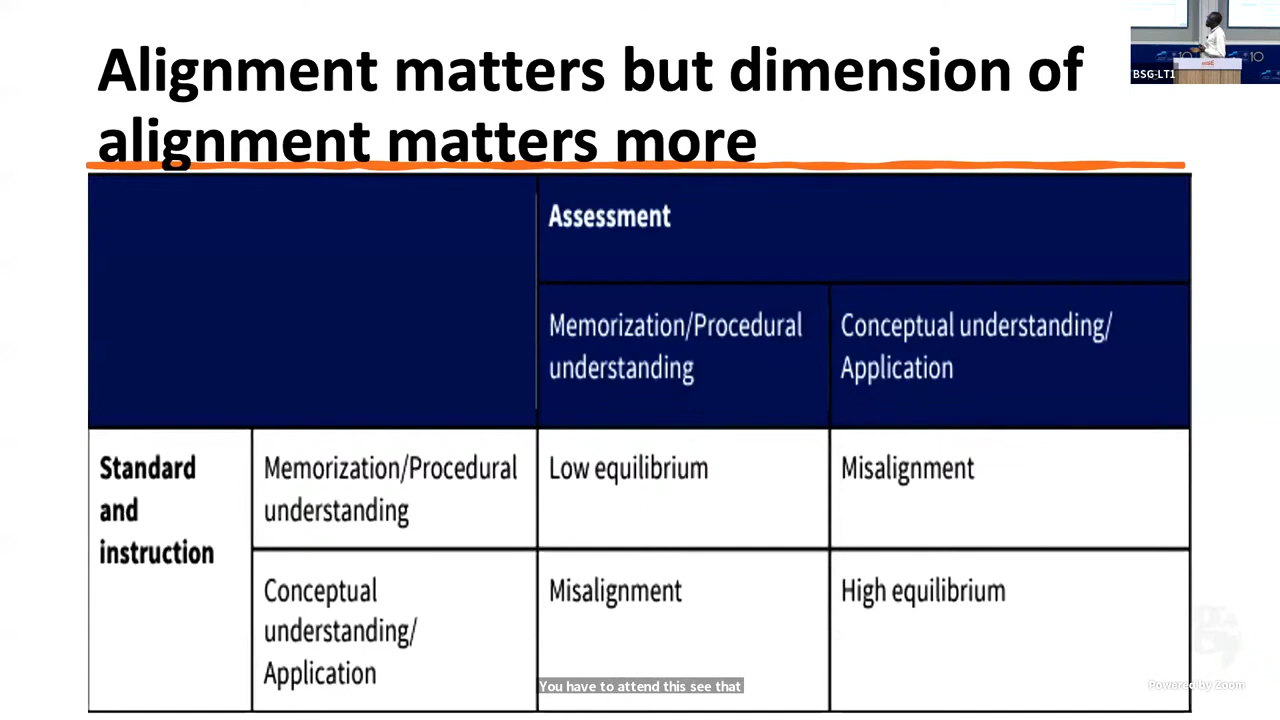 Alignment matters but dimension of
alignment matters more
BSG-LT1
10
10
Assessment
Memorization/Procedural
understanding
Conceptual understanding/
Application
Standard
and
instruction
Memorization/Procedural
understanding
Low equilibrium
Misalignment
Conceptual
understanding/
Application
Misalignment
High equilibrium
You have to attend this see that
Powered by Zoom